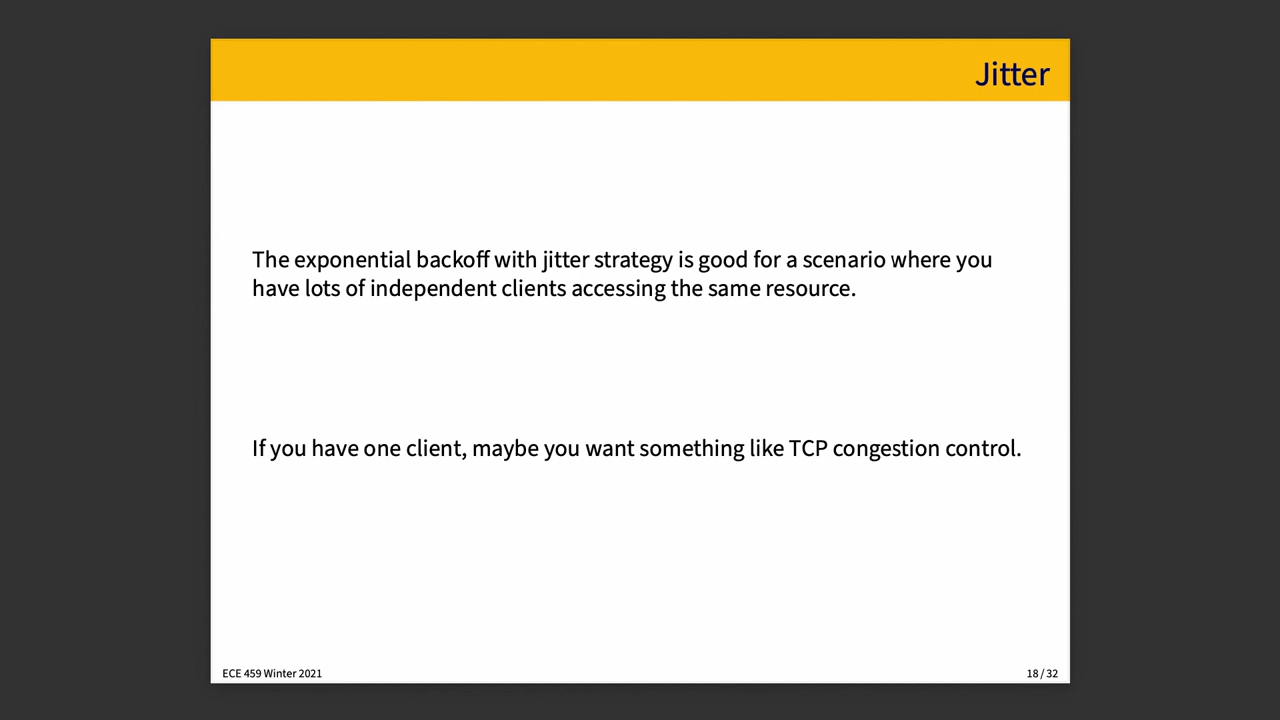 Jitter
The exponential backoff with jitter strategy is good for a scenario where you
have lots of independent clients accessing the same resource.
If you have one client, maybe you want something like TCP congestion control.
ECE 459 Winter 2021
18 / 32